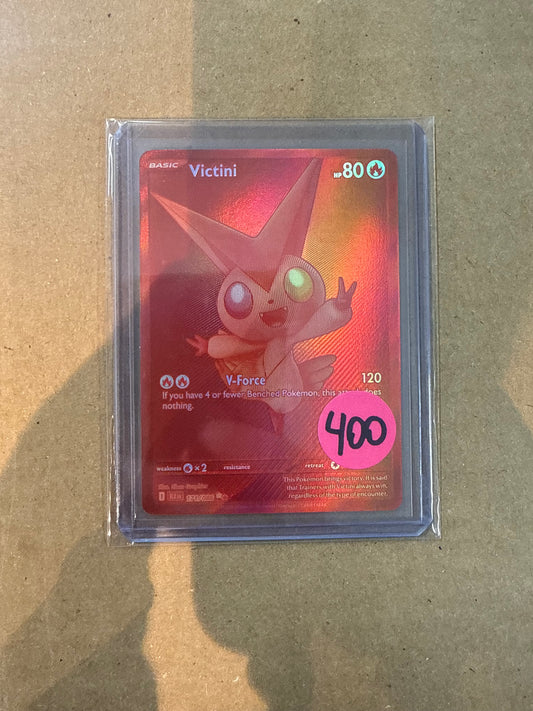 BASIC Victini HP 80
V-Force 120
If you have 4 or fewer Benched Pokémon, this attack does
nothing.
400
weakness ×2 resistance retreat
This Pokémon brings victory. It is said
that Trainers with Victini always win,
regardless of the type of encounter.